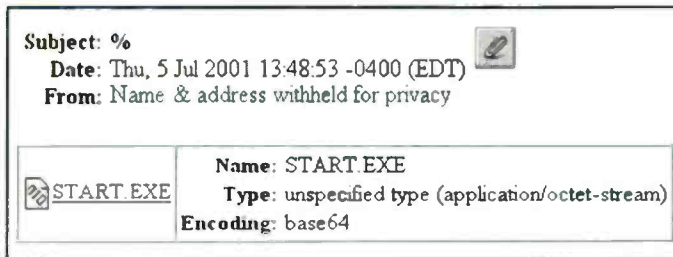 Subject: %
Date: Thu, 5 Jul 2001 13:48:53 -0400 (EDT)
From: Name & address withheld for privacy
START.EXE
Name: START.EXE
Type: unspecified type (application/octet-stream)
Encoding: base64